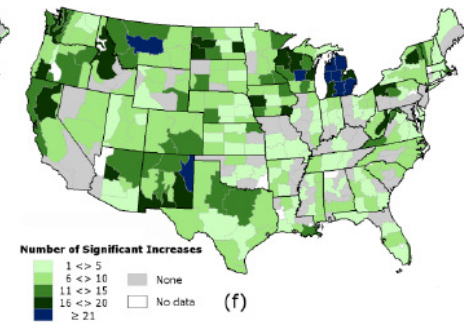 Number of Significant Increases
1 <> 5
6 <> 10
11 <> 15
16 <> 20
≥ 21
None
No data
(f)